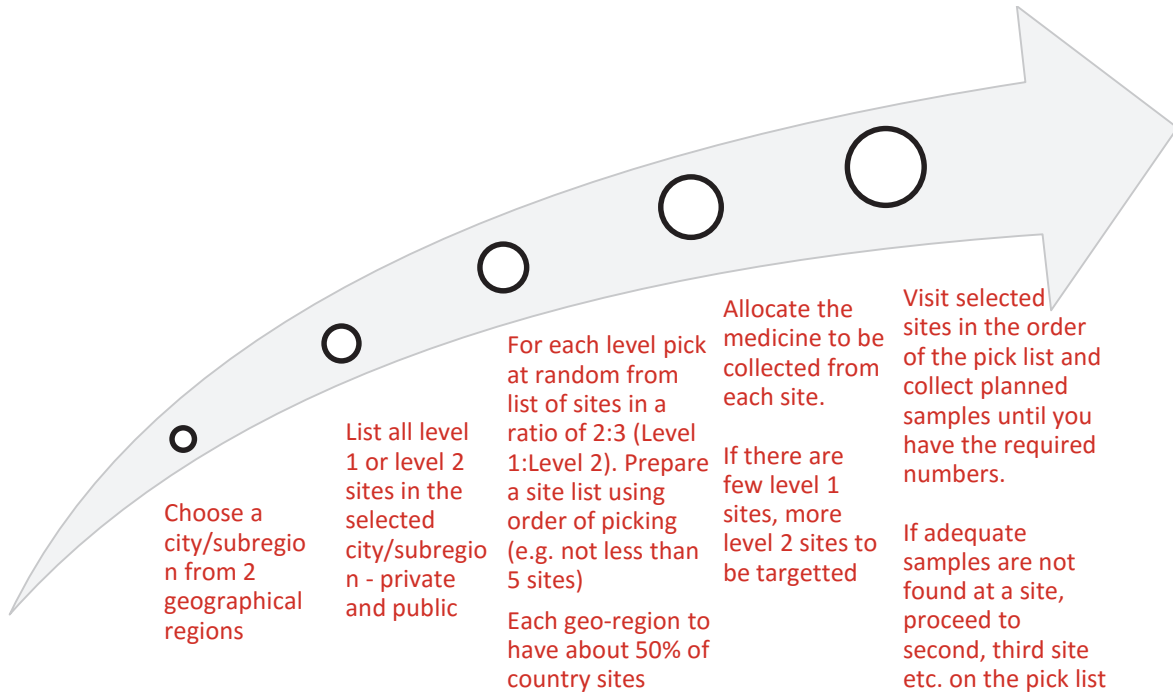 Choose a
city/subregio
n from 2
geographical
regions
List all level
1 or level 2
sites in the
selected
city/subregio
n - private
and public
For each level pick
at random from
list of sites in a
ratio of 2:3 (Level
1:Level 2). Prepare
a site list using
order of picking
(e.g. not less than
5 sites)
Each geo-region to
have about 50% of
country sites
Allocate the
medicine to be
collected from
each site.
If there are
few level 1
sites, more
level 2 sites to
be targetted
Visit selected
sites in the order
of the pick list and
collect planned
samples until you
have the required
numbers.
If adequate
samples are not
found at a site,
proceed to
second, third site
etc. on the pick list